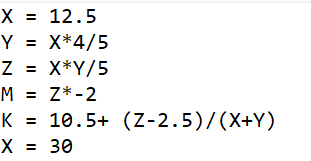 X = 12.5
Y = X*4/5
Z = X*Y/5
M = Z*-2
K = 10.5+ (Z-2.5)/(X+Y)
X = 30